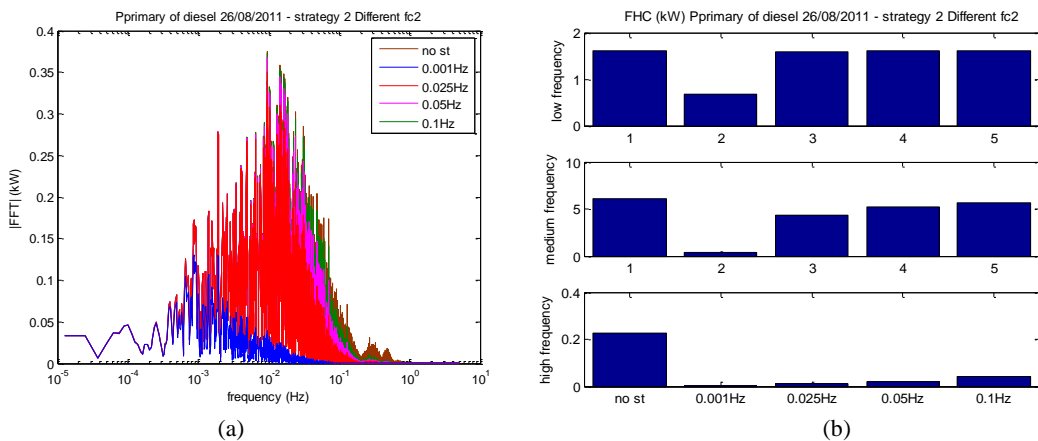 Pprimary of diesel 26/08/2011 - strategy 2 Different fc2
0.4
0.35
0.3
0.25
0.2
0.15
0.1
0.05
0
|FFT| (kW)
no st
0.001Hz
0.025Hz
0.05Hz
0.1Hz
10^-5 10^-4 10^-3 10^-2 10^-1 10^0 10^1
frequency (Hz)
(a)
FHC (kW) Pprimary of diesel 26/08/2011 - strategy 2 Different fc2
low frequency
2
1
0
1 2 3 4 5
medium frequency
10
5
0
1 2 3 4 5
high frequency
0.4
0.2
0
no st 0.001Hz 0.025Hz 0.05Hz 0.1Hz
(b)